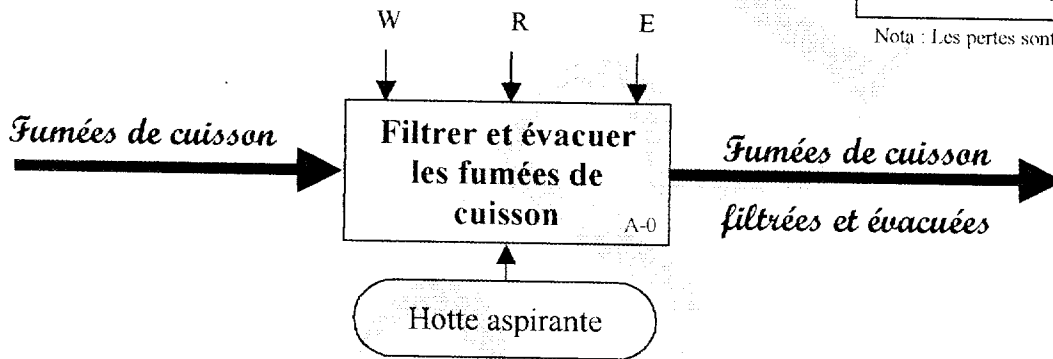 W R E
Nota : Les pertes sont
Fumées de cuisson
Filtrer et évacuer
les fumées de
cuisson
A-0
Fumées de cuisson
filtrées et évacuées
Hotte aspirante